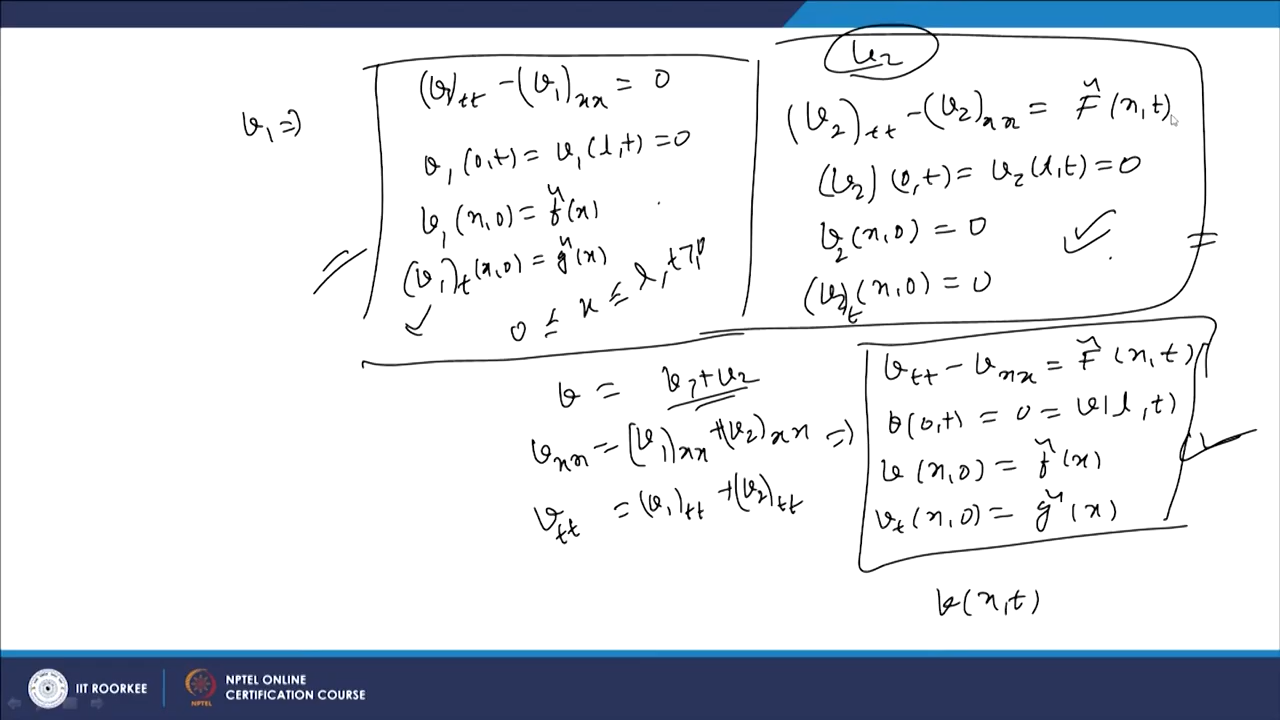 v₁ ⇒
(v₁)tt − (v₁)xx = 0
v₁(0,t) = v₁(l,t) = 0
v₁(x,0) = f̃(x)
(v₁)t(x,0) = g̃(x)
0 ≤ x ≤ l, t>,0
v₂
(v₂)tt − (v₂)xx = F̃(x,t)
(v₂)(0,t) = v₂(l,t) = 0
v₂(x,0) = 0
(v₂)t(x,0) = 0
v = v₁+v₂
vxx = (v₁)xx +(v₂)xx ⇒
vtt = (v₁)tt +(v₂)tt
vtt − vxx = F̃(x,t)
v(0,t) = 0 = v(l,t)
v(x,0) = f̃(x)
vt(x,0) = g̃(x)
v(x,t)
IIT ROORKEE
NPTEL ONLINE
CERTIFICATION COURSE
NPTEL